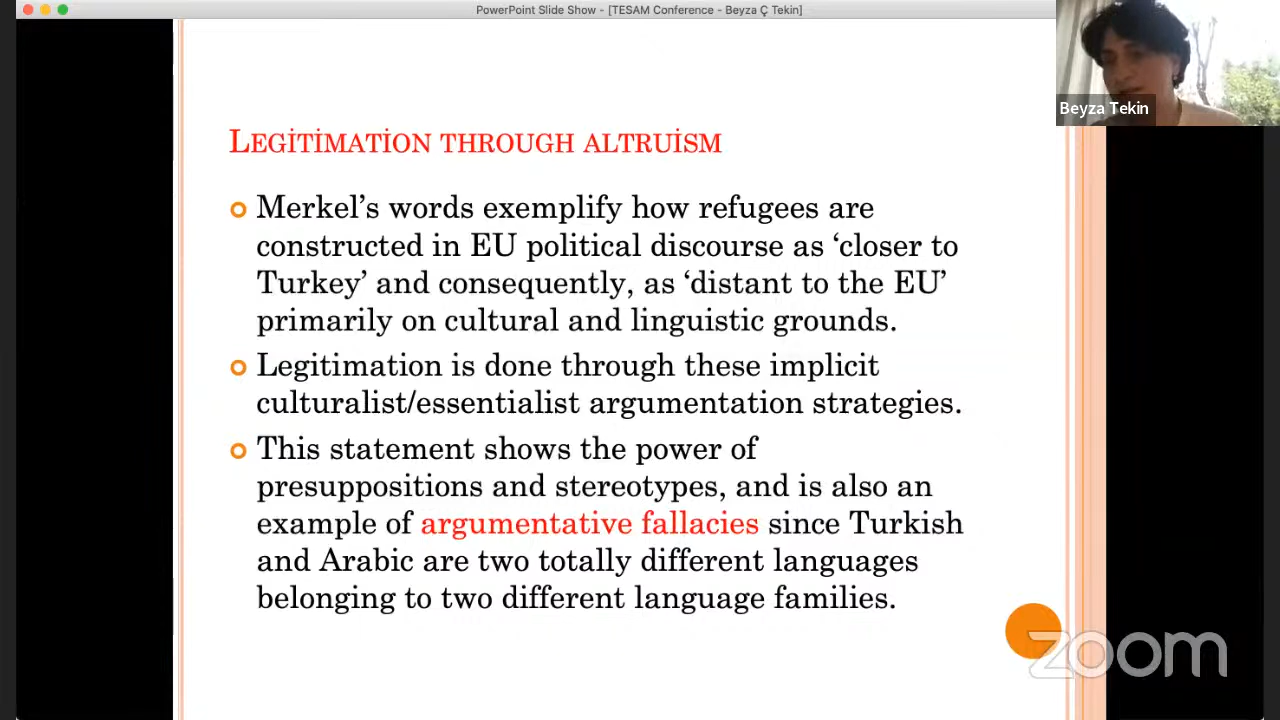 PowerPoint Slide Show - [TESAM Conference - Beyza Ç Tekin]
Beyza Tekin
LEGİTİMATİON THROUGH ALTRUİSM
Merkel's words exemplify how refugees are
constructed in EU political discourse as ‘closer to
Turkey’ and consequently, as ‘distant to the EU’
primarily on cultural and linguistic grounds.
Legitimation is done through these implicit
culturalist/essentialist argumentation strategies.
This statement shows the power of
presuppositions and stereotypes, and is also an
example of argumentative fallacies since Turkish
and Arabic are two totally different languages
belonging to two different language families.
zoom